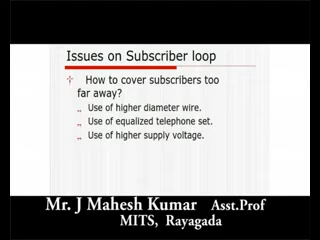 Issues on Subscriber loop
† How to cover subscribers too
far away?
.. Use of higher diameter wire.
.. Use of equalized telephone set.
.. Use of higher supply voltage.
Mr. J Mahesh Kumar Asst.Prof
MITS, Rayagada